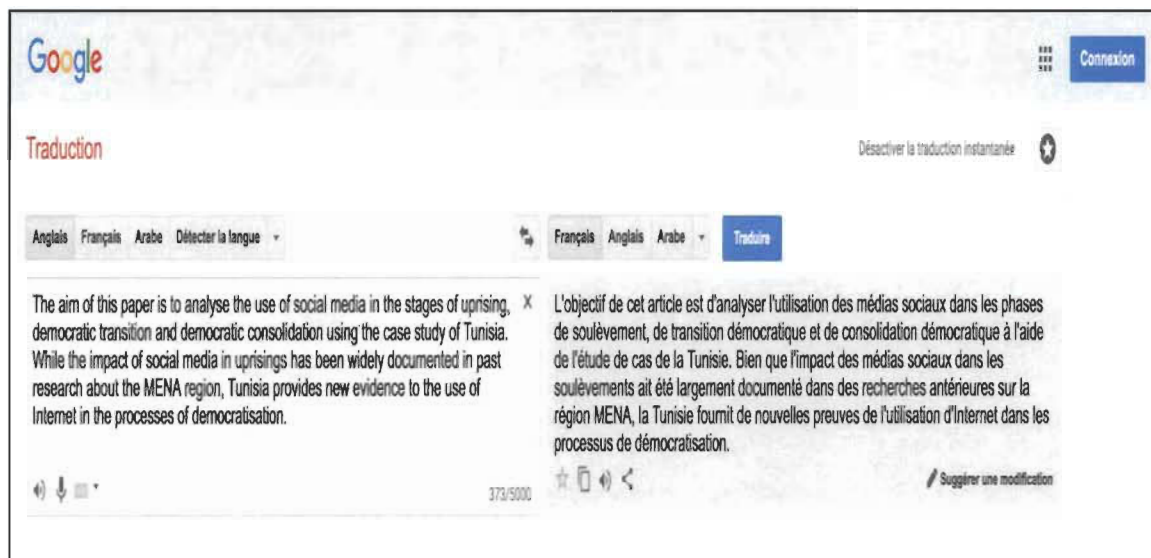 Google
Connexion
Traduction
Désactiver la traduction instantanée
Anglais Français Arabe Détecter la langue
Français Anglais Arabe Traduire
The aim of this paper is to analyse the use of social media in the stages of uprising,
democratic transition and democratic consolidation using the case study of Tunisia.
While the impact of social media in uprisings has been widely documented in past
research about the MENA region, Tunisia provides new evidence to the use of
Internet in the processes of democratisation.
373/5000
L'objectif de cet article est d'analyser l'utilisation des médias sociaux dans les phases
de soulèvement, de transition démocratique et de consolidation démocratique à l'aide
de l'étude de cas de la Tunisie. Bien que l'impact des médias sociaux dans les
soulèvements ait été largement documenté dans des recherches antérieures sur la
région MENA, la Tunisie fournit de nouvelles preuves de l'utilisation d'Internet dans les
processus de démocratisation.
Suggérer une modification